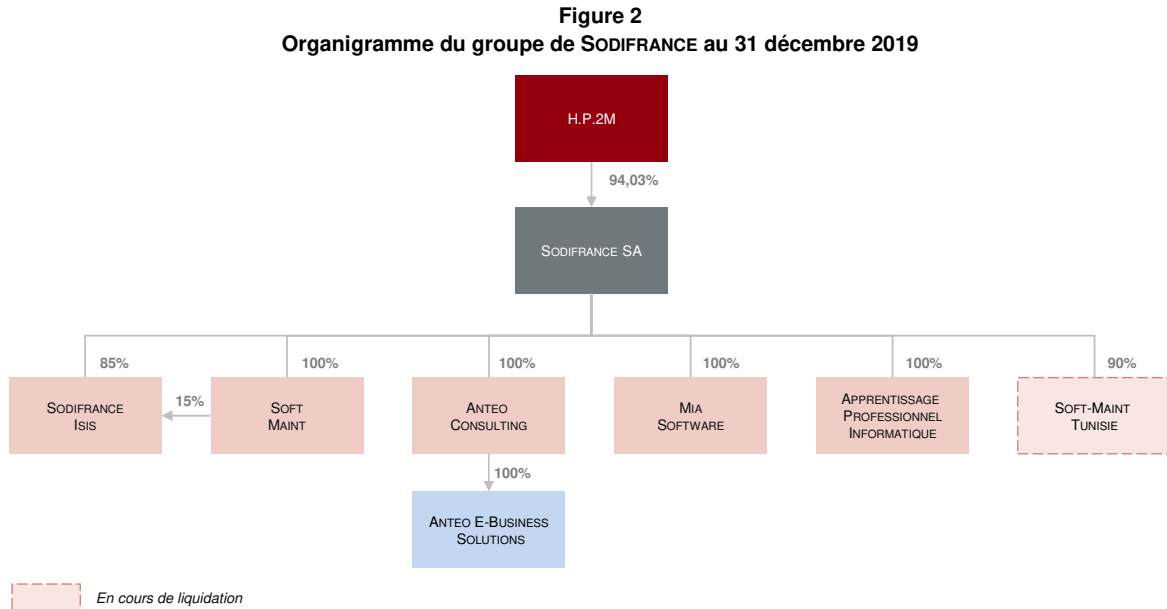 Figure 2
Organigramme du groupe de SODIFRANCE au 31 décembre 2019
H.P.2M
94,03%
SODIFRANCE SA
85%
100%
100%
100%
100%
90%
SODIFRANCE
ISIS
15%
SOFT
MAINT
ANTEO
CONSULTING
MIA
SOFTWARE
APPRENTISSAGE
PROFESSIONNEL
INFORMATIQUE
SOFT-MAINT
TUNISIE
100%
ANTEO E-BUSINESS
SOLUTIONS
En cours de liquidation